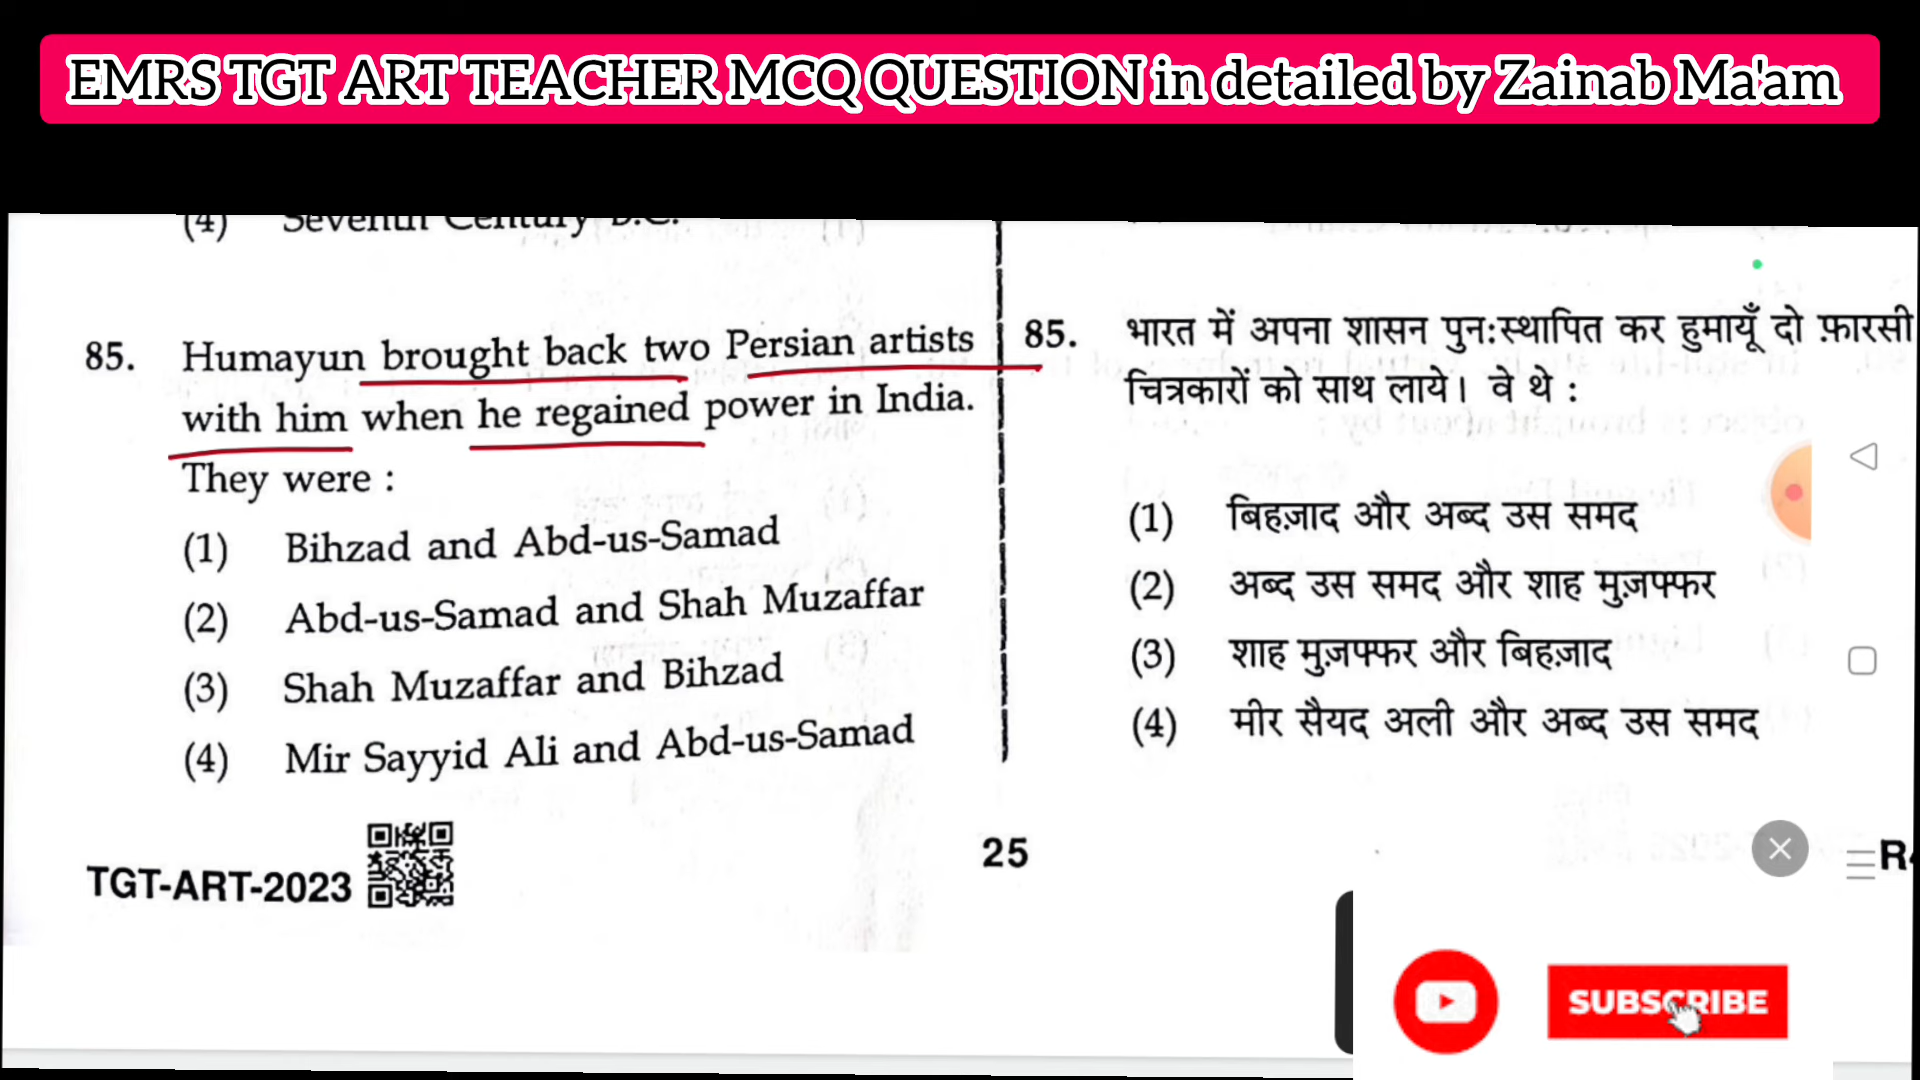 EMRS TGT ART TEACHER MCQ QUESTION in detailed by Zainab Ma'am
(4) Seventh Century B.C.
85. Humayun brought back two Persian artists
with him when he regained power in India.
They were :
(1) Bihzad and Abd-us-Samad
(2) Abd-us-Samad and Shah Muzaffar
(3) Shah Muzaffar and Bihzad
(4) Mir Sayyid Ali and Abd-us-Samad
85. भारत में अपना शासन पुनःस्थापित कर हुमायूँ दो फ़ारसी
चित्रकारों को साथ लाये। वे थे :
(1) बिहज़ाद और अब्द उस समद
(2) अब्द उस समद और शाह मुज़फ्फर
(3) शाह मुज़फ्फर और बिहज़ाद
(4) मीर सैयद अली और अब्द उस समद
TGT-ART-2023
25
SUBSCRIBE